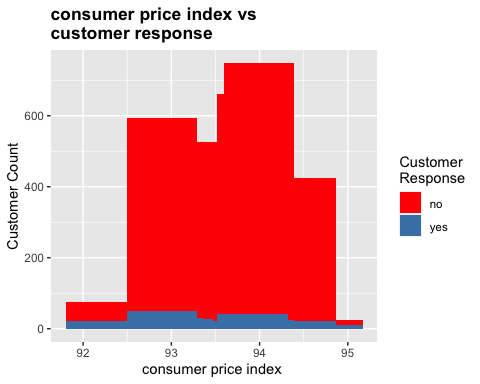 consumer price index vs
customer response
Customer Count
600
400
200
0
92
93
94
95
consumer price index
Customer
Response
no
yes